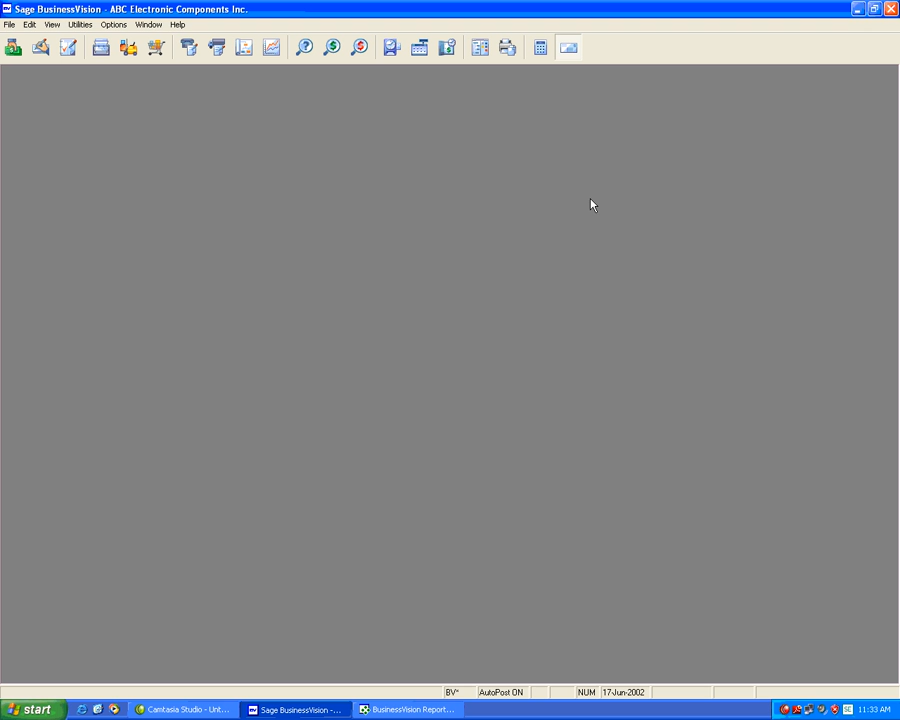 Sage BusinessVision - ABC Electronic Components Inc.
File Edit View Utilities Options Window Help
BV* AutoPost ON NUM 17-Jun-2002
start Camtasia Studio - Unt... Sage BusinessVision -... BusinessVision Report... SE 11:33 AM